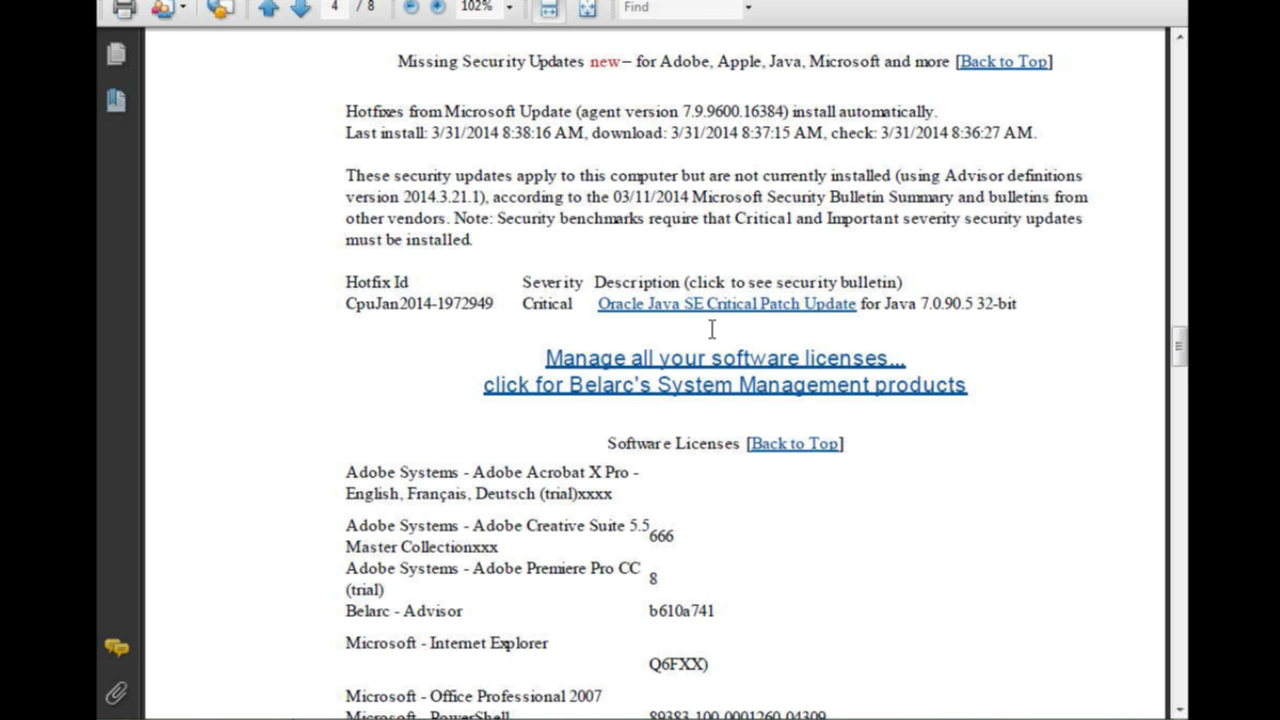 4 / 8 102% Find
Missing Security Updates new – for Adobe, Apple, Java, Microsoft and more [Back to Top]
Hotfixes from Microsoft Update (agent version 7.9.9600.16384) install automatically.
Last install: 3/31/2014 8:38:16 AM, download: 3/31/2014 8:37:15 AM, check: 3/31/2014 8:36:27 AM.
These security updates apply to this computer but are not currently installed (using Advisor definitions
version 2014.3.21.1), according to the 03/11/2014 Microsoft Security Bulletin Summary and bulletins from
other vendors. Note: Security benchmarks require that Critical and Important severity security updates
must be installed.
Hotfix Id Severity Description (click to see security bulletin)
CpuJan2014-1972949 Critical Oracle Java SE Critical Patch Update for Java 7.0.90.5 32-bit
Manage all your software licenses...
click for Belarc's System Management products
Software Licenses [Back to Top]
Adobe Systems - Adobe Acrobat X Pro -
English, Français, Deutsch (trial)xxxx
Adobe Systems - Adobe Creative Suite 5.5
666
Master Collectionxxx
Adobe Systems - Adobe Premiere Pro CC
8
(trial)
Belarc - Advisor b610a741
Microsoft - Internet Explorer
Q6FXX)
Microsoft - Office Professional 2007
Microsoft - PowerShell 89383-100-0001260-04309